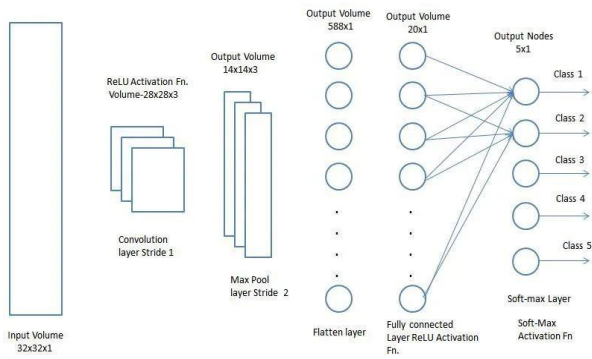 Input Volume
32x32x1
ReLU Activation Fn.
Volume-28x28x3
Convolution
layer Stride 1
Output Volume
14x14x3
Max Pool
layer Stride  2
Output Volume
588x1
Flatten layer
Output Volume
20x1
Fully connected
Layer ReLU Activation
Fn.
Output Nodes
5x1
Class 1
Class 2
Class 3
Class 4
Class 5
Soft-max Layer
Soft-Max
Activation Fn